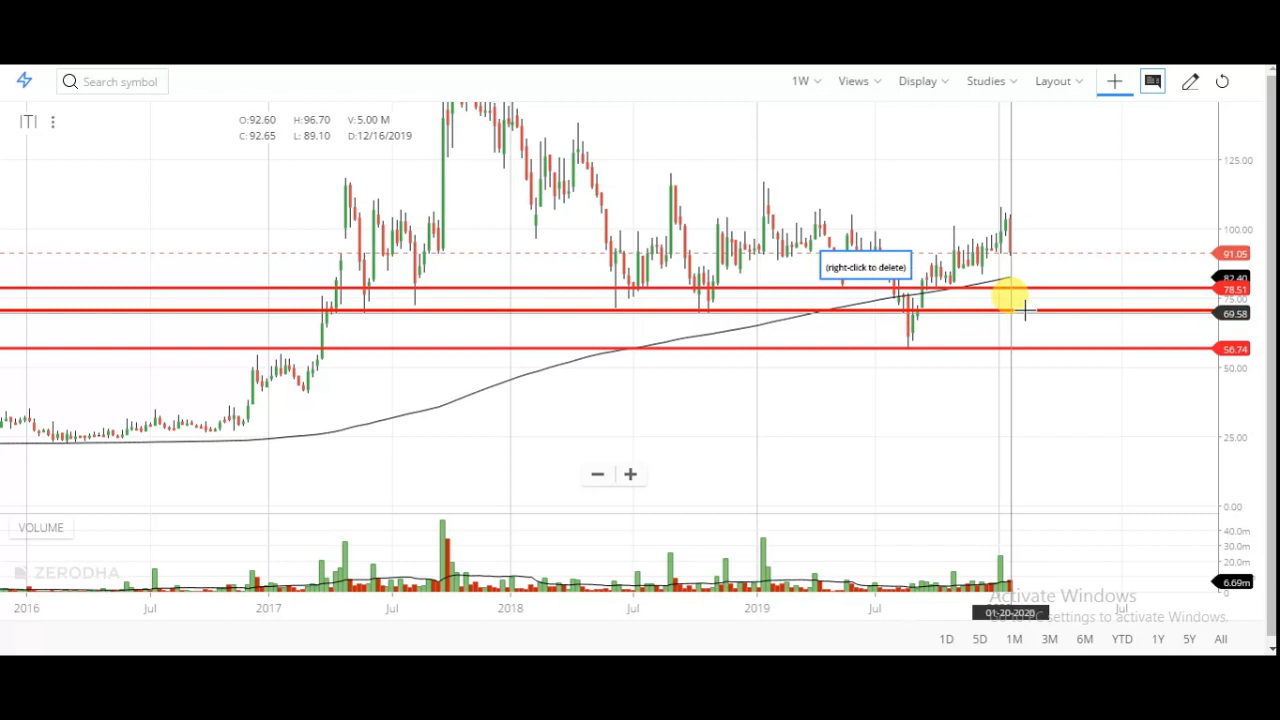 Search symbol
1W Views Display Studies Layout
ITI
O:92.60 H:96.70 V:5.00 M
C:92.65 L: 89.10 D:12/16/2019
125.00
100.00
91.05
(right-click to delete)
82.40
78.51
75.00
69.58
56.74
50.00
25.00
0.00
VOLUME
40.0m
30.0m
20.0m
ZERODHA
6.69m
0
Activate Windows
2016 Jul 2017 Jul 2018 Jul 2019 Jul 01-20-2020 Jul
PC settings to activate Windows.
1D 5D 1M 3M 6M YTD 1Y 5Y All